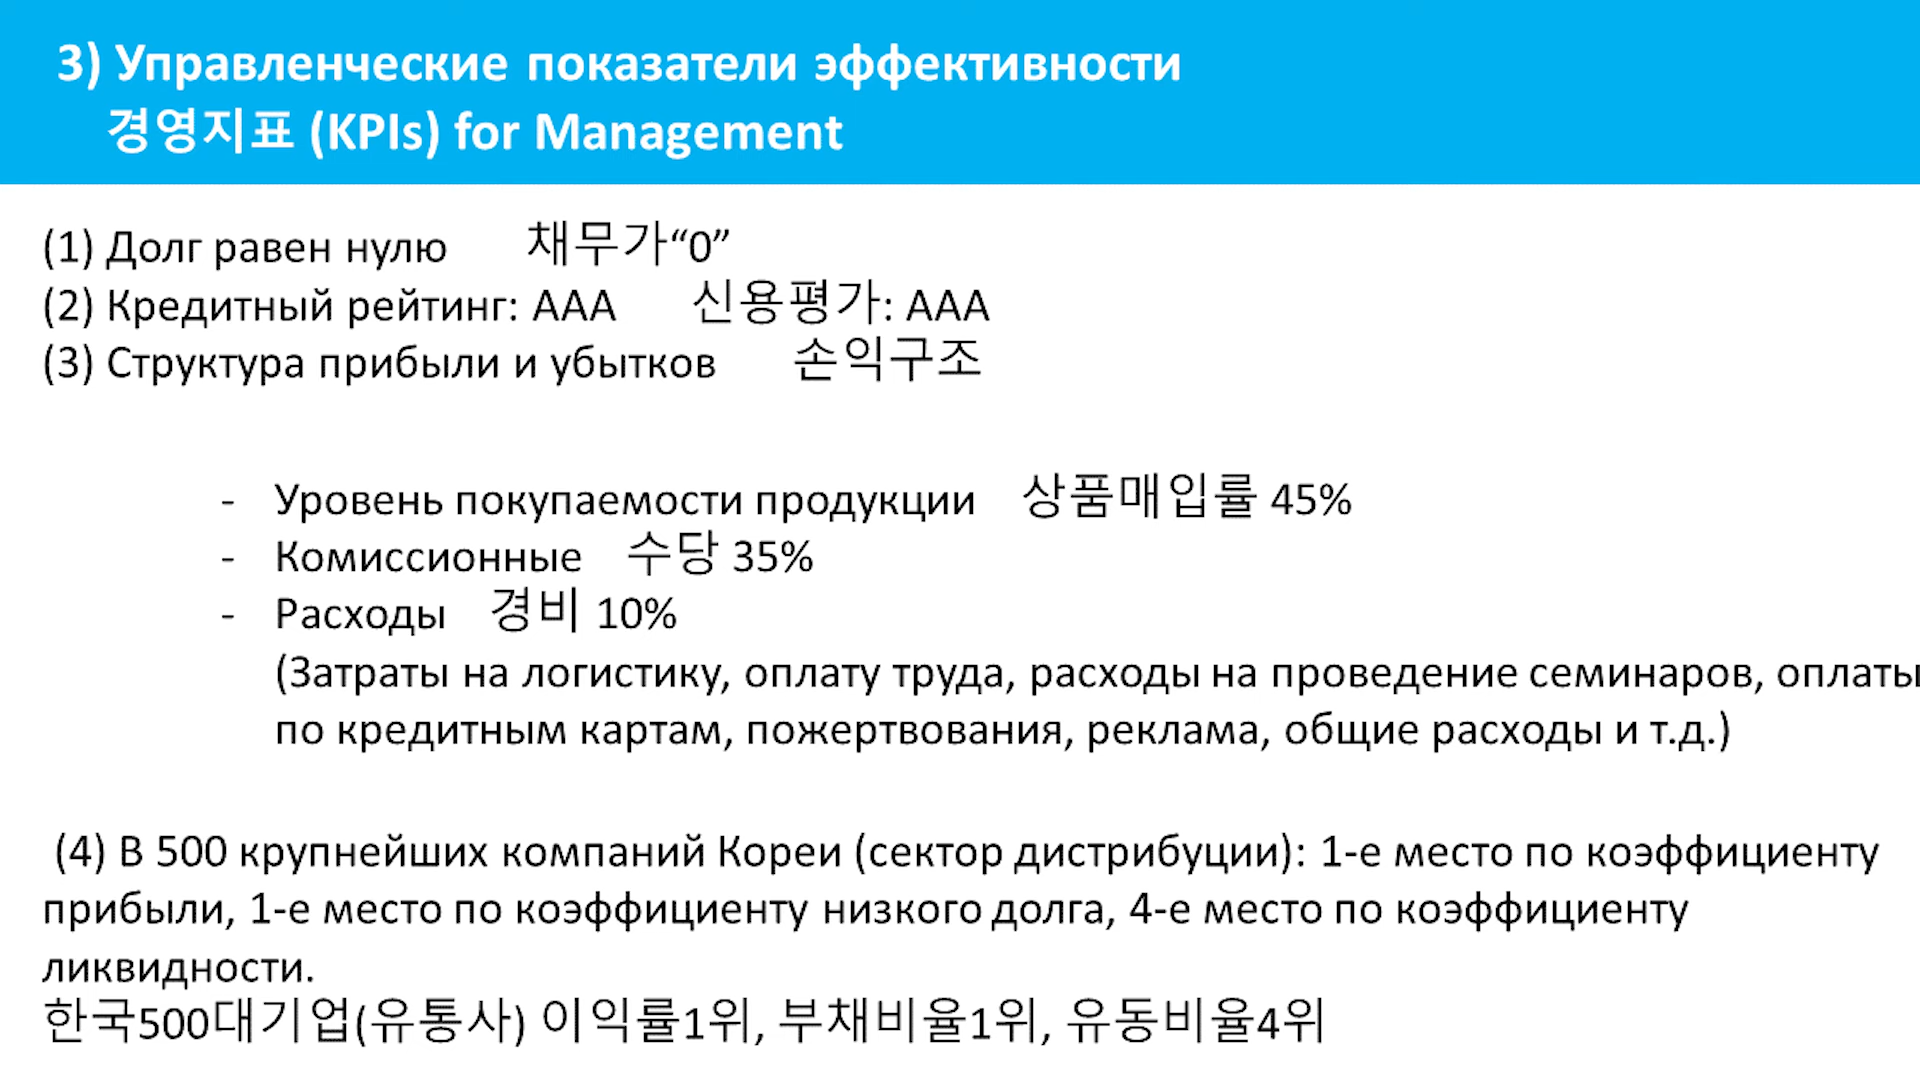 3) Управленческие показатели эффективности
경영지표 (KPIs) for Management
(1) Долг равен нулю 채무가“0”
(2) Кредитный рейтинг: AAA 신용평가: AAA
(3) Структура прибыли и убытков 손익구조
- Уровень покупаемости продукции 상품매입률 45%
- Комиссионные 수당 35%
- Расходы 경비 10%
(Затраты на логистику, оплату труда, расходы на проведение семинаров, оплаты
по кредитным картам, пожертвования, реклама, общие расходы и т.д.)
(4) В 500 крупнейших компаний Кореи (сектор дистрибуции): 1-е место по коэффициенту
прибыли, 1-е место по коэффициенту низкого долга, 4-е место по коэффициенту
ликвидности.
한국500대기업(유통사) 이익률1위, 부채비율1위, 유동비율4위